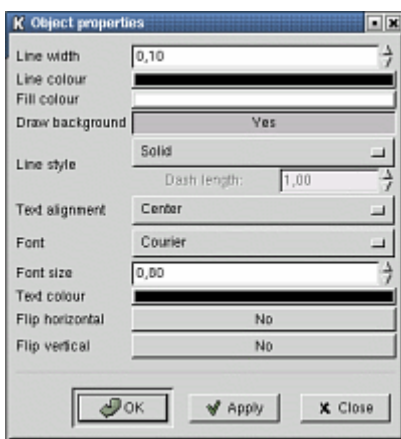 Object properties
Line width 0,10
Line colour
Fill colour
Draw background Yes
Line style Solid
Dash length: 1,00
Text alignment Center
Font Courier
Font size 0,80
Text colour
Flip horizontal No
Flip vertical No
OK Apply Close